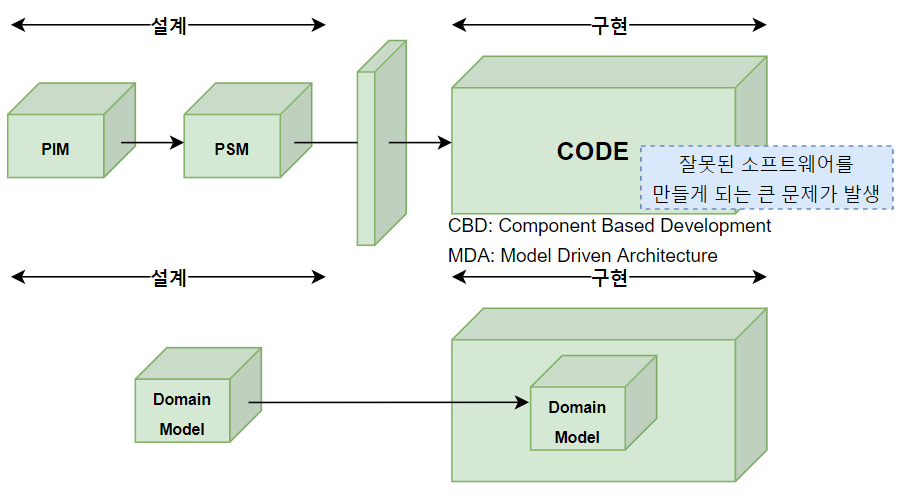 설계
구현
PIM
PSM
CODE
잘못된 소프트웨어를
만들게 되는 큰 문제가 발생
CBD: Component Based Development
MDA: Model Driven Architecture
설계
구현
Domain
Model
Domain
Model